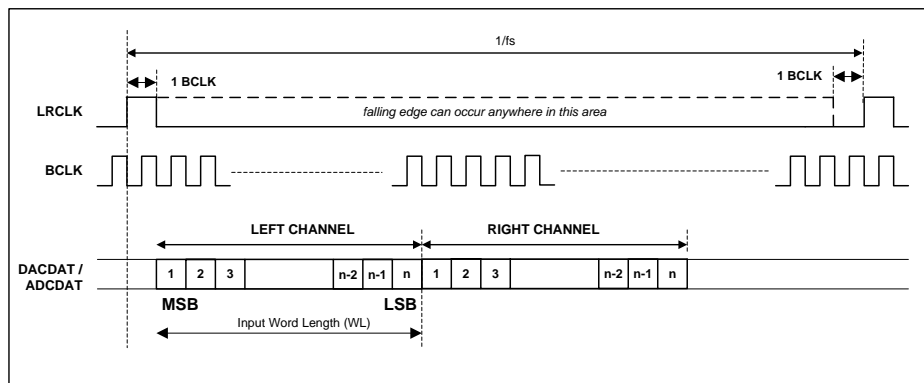 1/fs
1 BCLK
1 BCLK
LRCLK
falling edge can occur anywhere in this area
BCLK
LEFT CHANNEL
RIGHT CHANNEL
DACDAT /
ADCDAT
1 2 3 n-2 n-1 n 1 2 3 n-2 n-1 n
MSB
LSB
Input Word Length (WL)